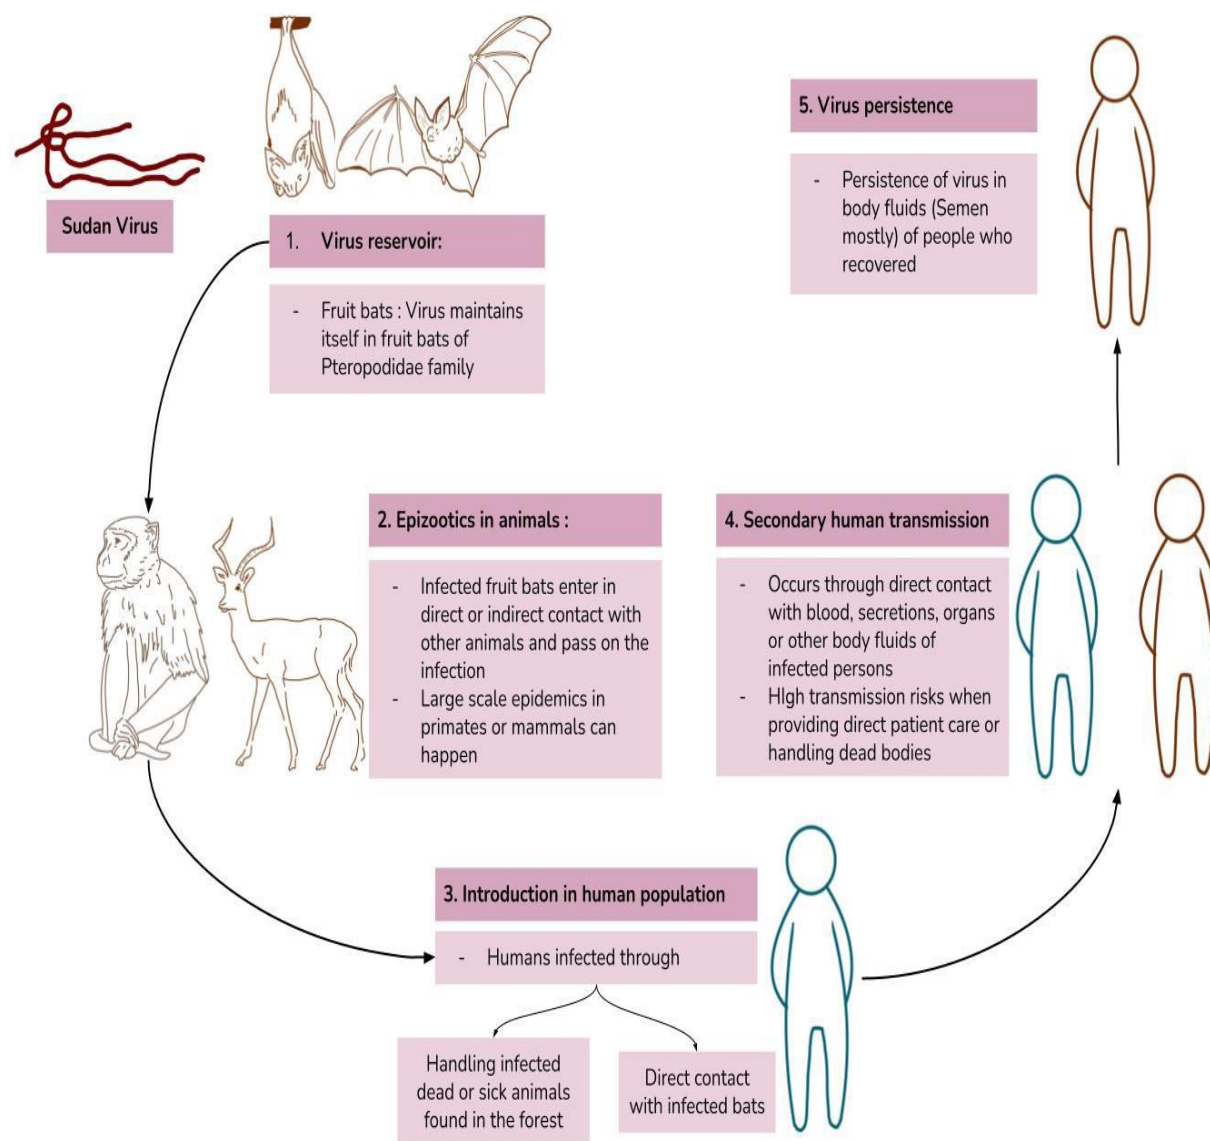 Sudan Virus
1. Virus reservoir:
- Fruit bats : Virus maintains
itself in fruit bats of
Pteropodidae family
2. Epizootics in animals :
- Infected fruit bats enter in
direct or indirect contact with
other animals and pass on the
infection
- Large scale epidemics in
primates or mammals can
happen
3. Introduction in human population
- Humans infected through
Handling infected
dead or sick animals
found in the forest
Direct contact
with infected bats
4. Secondary human transmission
- Occurs through direct contact
with blood, secretions, organs
or other body fluids of
infected persons
- HIgh transmission risks when
providing direct patient care or
handling dead bodies
5. Virus persistence
- Persistence of virus in
body fluids (Semen
mostly) of people who
recovered